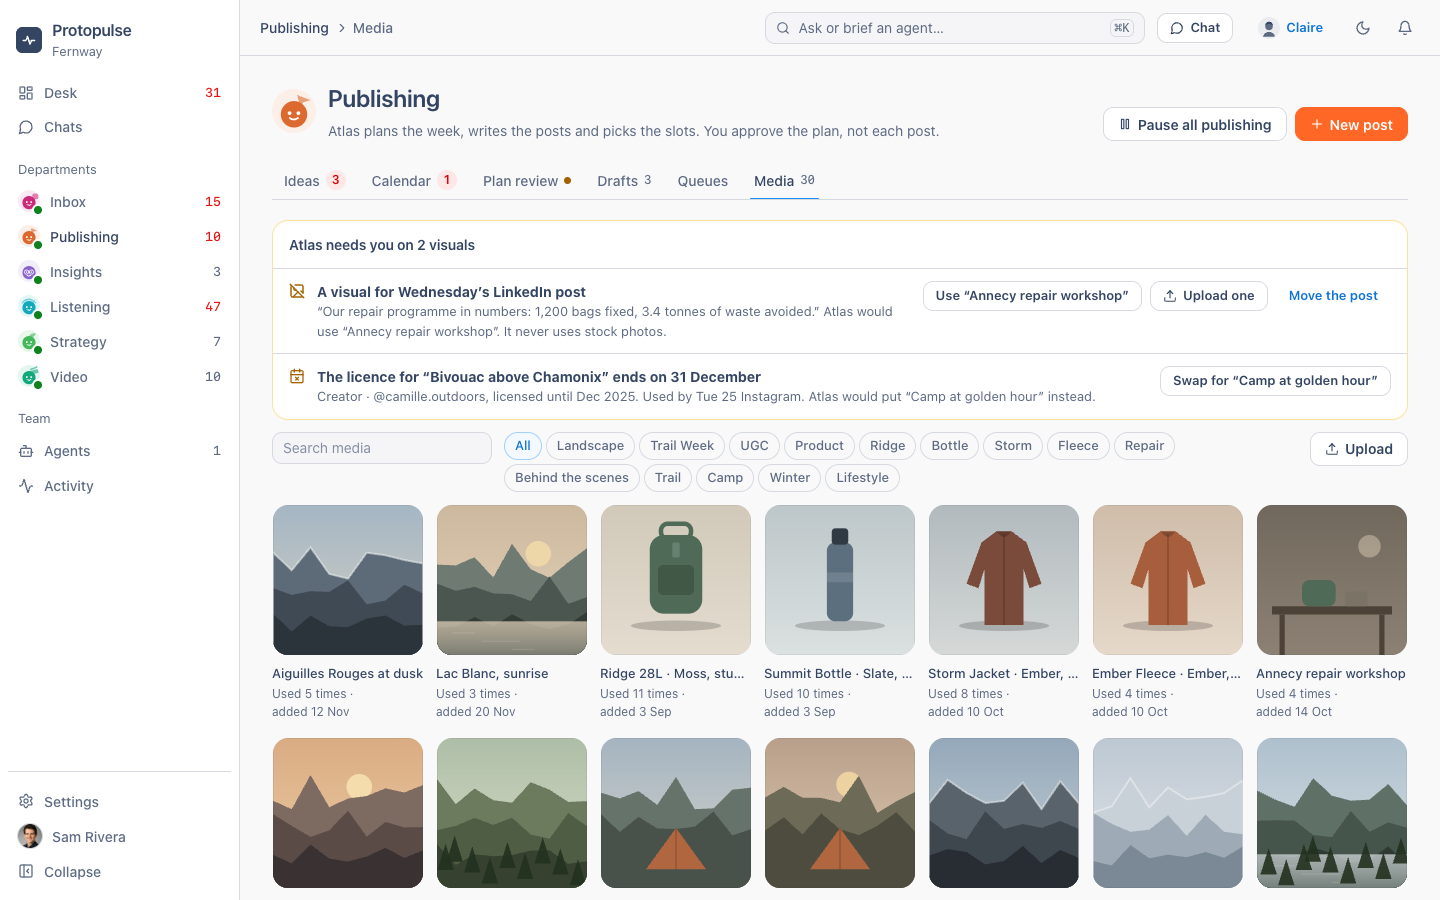 Protopulse
Fernway
Desk 31
Chats
Departments
Inbox 15
Publishing 10
Insights 3
Listening 47
Strategy 7
Video 10
Team
Agents 1
Activity
Settings
Sam Rivera
Collapse
Publishing > Media
Ask or brief an agent... ⌘K
Chat
Claire
Publishing
Atlas plans the week, writes the posts and picks the slots. You approve the plan, not each post.
Pause all publishing
+ New post
Ideas 3 Calendar 1 Plan review Drafts 3 Queues Media 30
Atlas needs you on 2 visuals
A visual for Wednesday’s LinkedIn post
“Our repair programme in numbers: 1,200 bags fixed, 3.4 tonnes of waste avoided.” Atlas would
use “Annecy repair workshop”. It never uses stock photos.
Use “Annecy repair workshop” Upload one Move the post
The licence for “Bivouac above Chamonix” ends on 31 December
Creator · @camille.outdoors, licensed until Dec 2025. Used by Tue 25 Instagram. Atlas would put “Camp at golden hour” instead.
Swap for “Camp at golden hour”
Search media
All Landscape Trail Week UGC Product Ridge Bottle Storm Fleece Repair
Behind the scenes Trail Camp Winter Lifestyle
Upload
Aiguilles Rouges at dusk
Used 5 times ·
added 12 Nov
Lac Blanc, sunrise
Used 3 times ·
added 20 Nov
Ridge 28L · Moss, stu...
Used 11 times ·
added 3 Sep
Summit Bottle · Slate, ...
Used 10 times ·
added 3 Sep
Storm Jacket · Ember, ...
Used 8 times ·
added 10 Oct
Ember Fleece · Ember,...
Used 4 times ·
added 10 Oct
Annecy repair workshop
Used 4 times ·
added 14 Oct